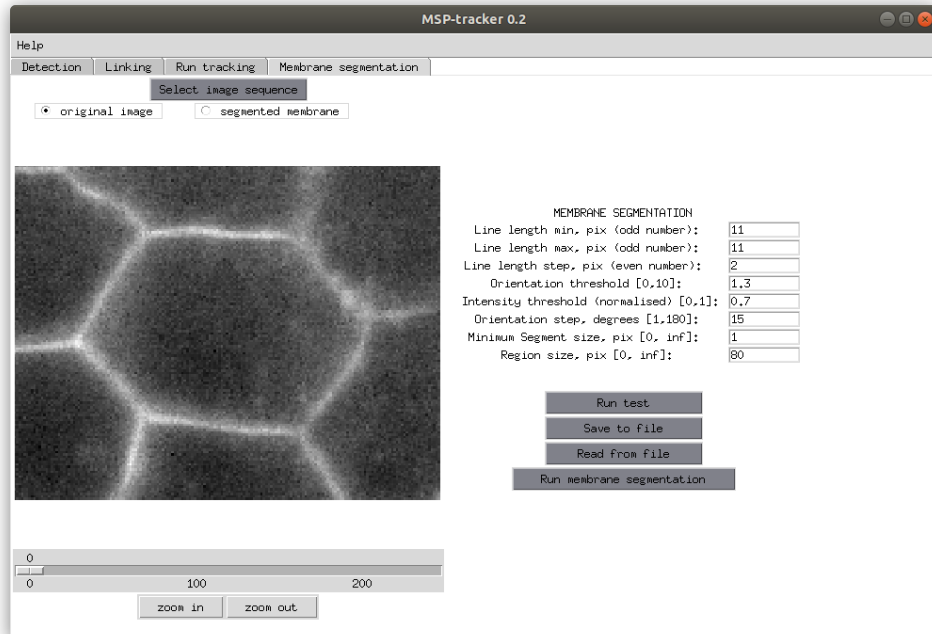 MSP-tracker 0.2
Help
Detection Linking Run tracking Membrane segmentation
Select image sequence
original image segmented membrane
MEMBRANE SEGMENTATION
Line length min, pix (odd number): 11
Line length max, pix (odd number): 11
Line length step, pix (even number): 2
Orientation threshold [0,10]: 1.3
Intensity threshold (normalised) [0,1]: 0.7
Orientation step, degrees [1,180]: 15
Minimum Segment size, pix [0, inf]: 1
Region size, pix [0, inf]: 80
Run test
Save to file
Read from file
Run membrane segmentation
0
0 100 200
zoom in zoom out